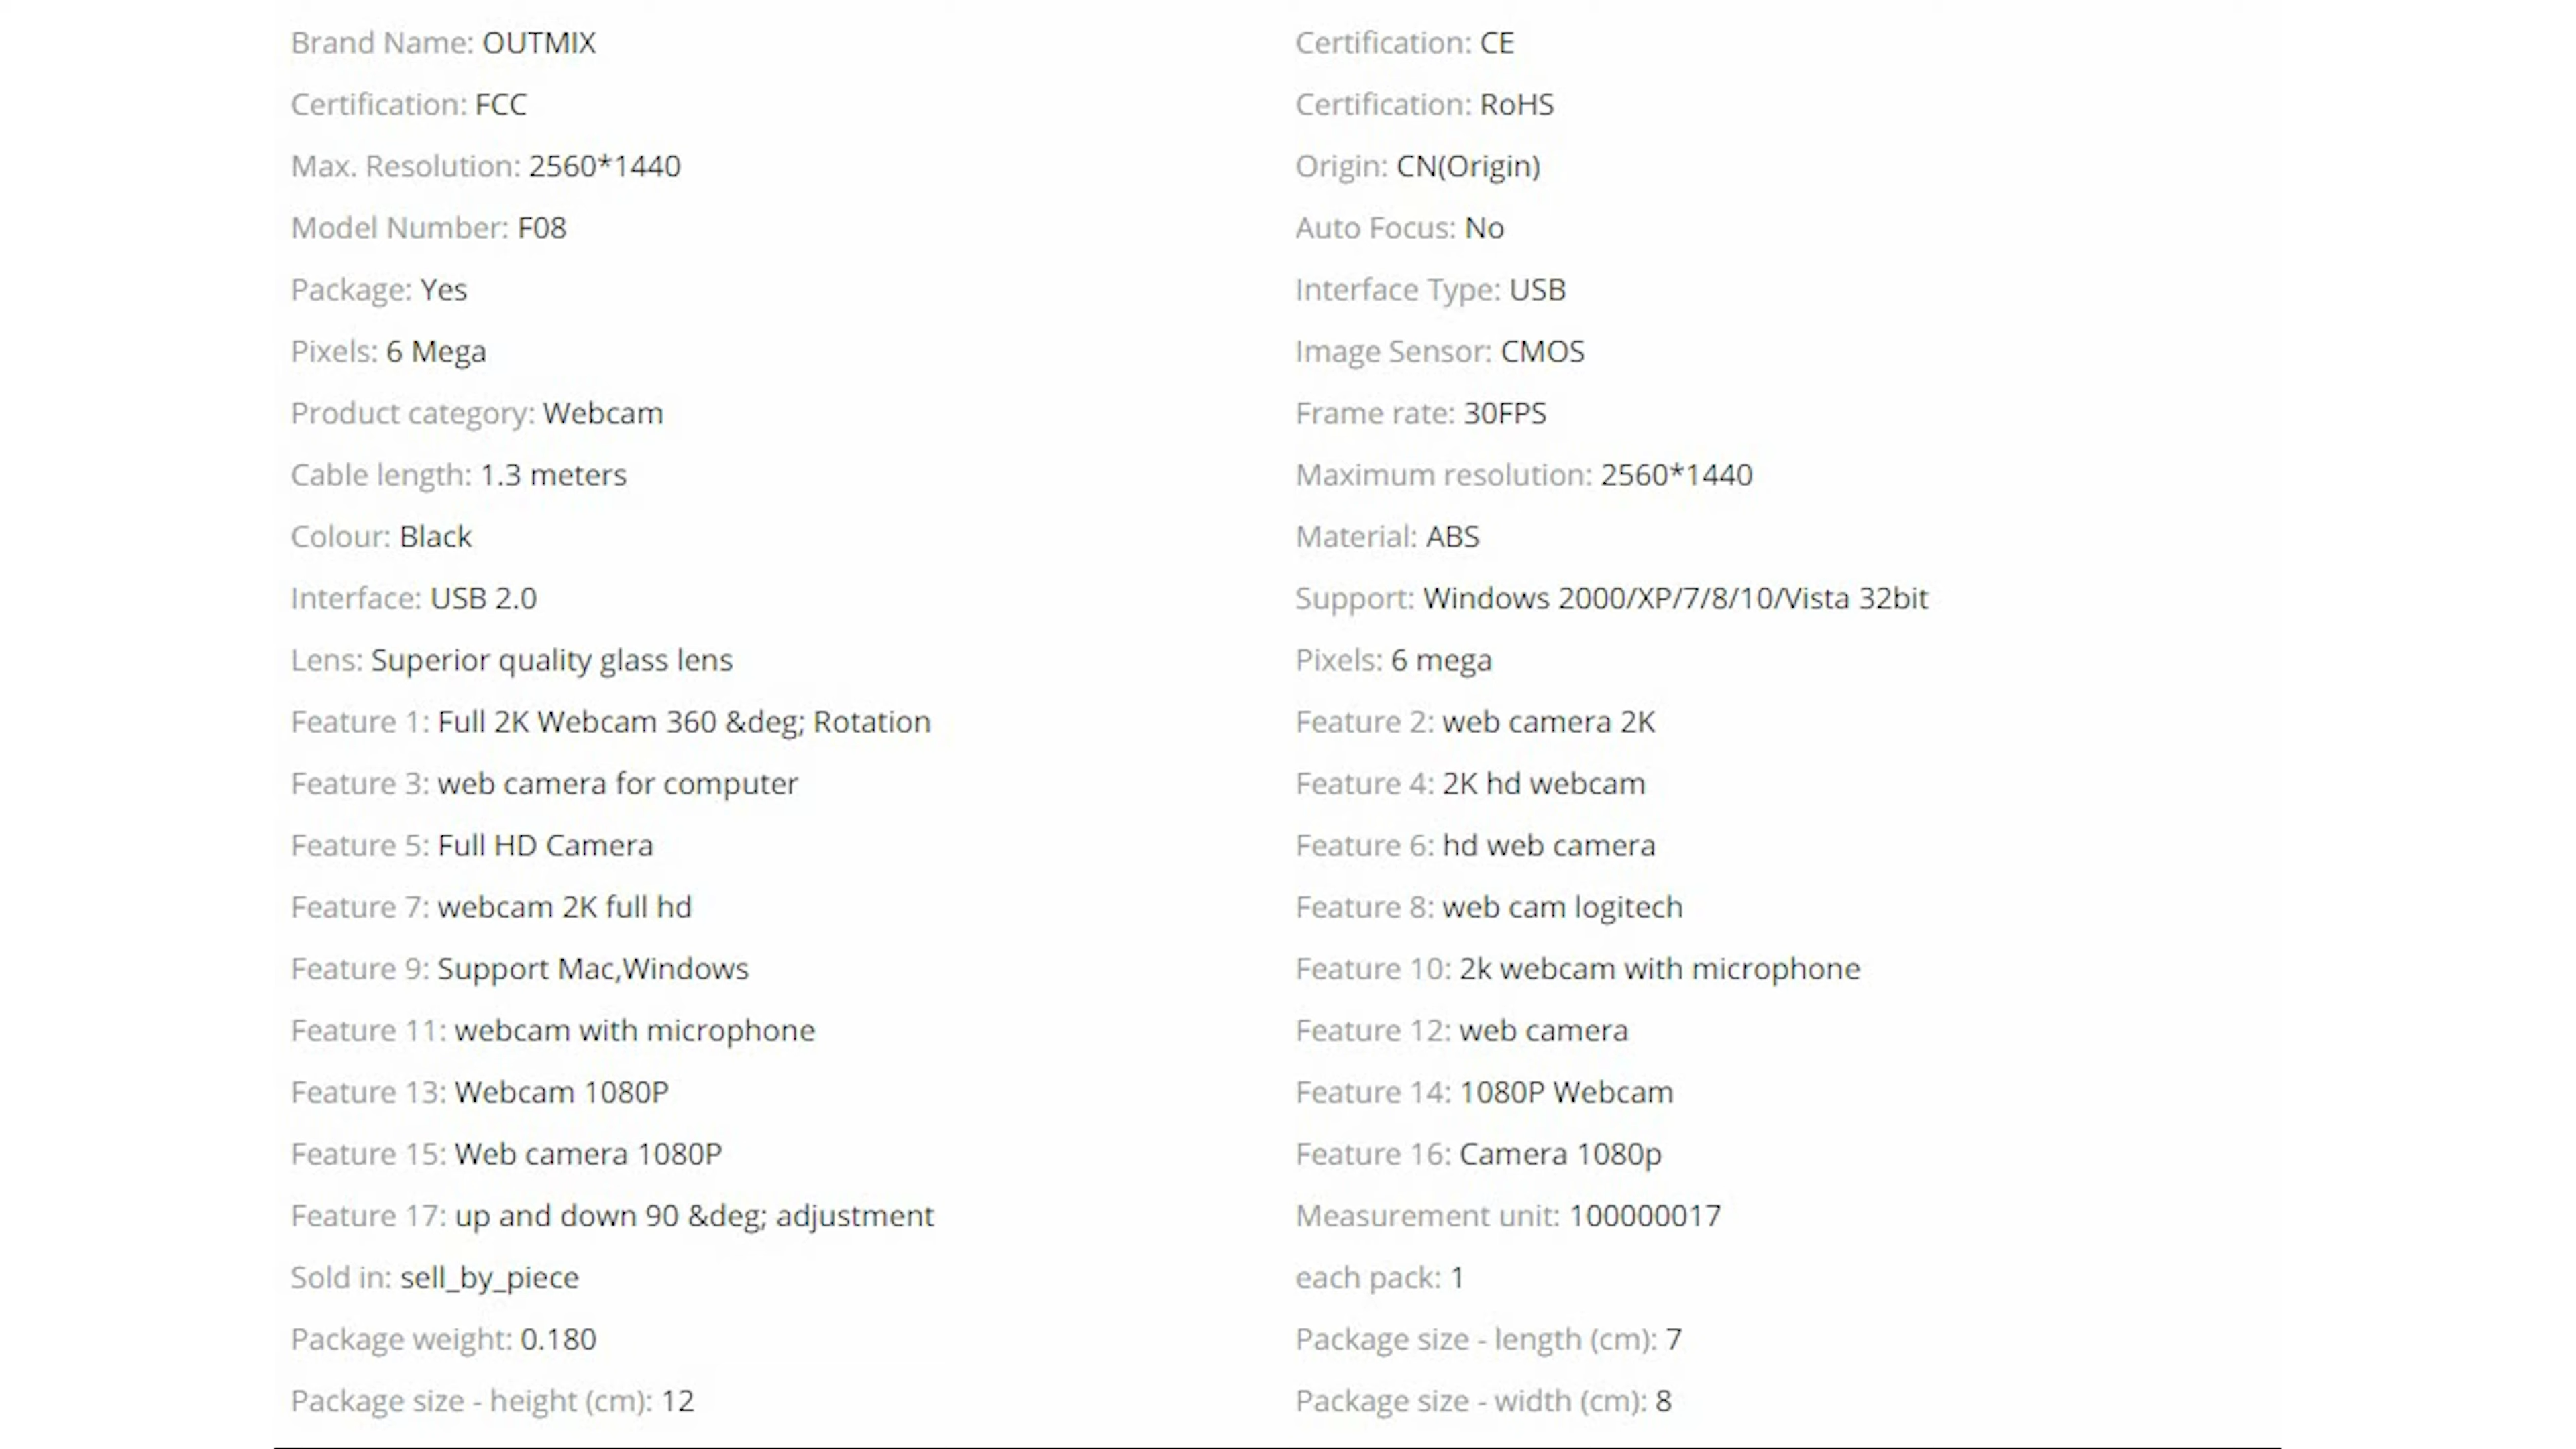 Brand Name: OUTMIX
Certification: CE
Certification: FCC
Certification: RoHS
Max. Resolution: 2560*1440
Origin: CN(Origin)
Model Number: F08
Auto Focus: No
Package: Yes
Interface Type: USB
Pixels: 6 Mega
Image Sensor: CMOS
Product category: Webcam
Frame rate: 30FPS
Cable length: 1.3 meters
Maximum resolution: 2560*1440
Colour: Black
Material: ABS
Interface: USB 2.0
Support: Windows 2000/XP/7/8/10/Vista 32bit
Lens: Superior quality glass lens
Pixels: 6 mega
Feature 1: Full 2K Webcam 360 &deg; Rotation
Feature 2: web camera 2K
Feature 3: web camera for computer
Feature 4: 2K hd webcam
Feature 5: Full HD Camera
Feature 6: hd web camera
Feature 7: webcam 2K full hd
Feature 8: web cam logitech
Feature 9: Support Mac,Windows
Feature 10: 2k webcam with microphone
Feature 11: webcam with microphone
Feature 12: web camera
Feature 13: Webcam 1080P
Feature 14: 1080P Webcam
Feature 15: Web camera 1080P
Feature 16: Camera 1080p
Feature 17: up and down 90 &deg; adjustment
Measurement unit: 100000017
Sold in: sell_by_piece
each pack: 1
Package weight: 0.180
Package size - length (cm): 7
Package size - height (cm): 12
Package size - width (cm): 8